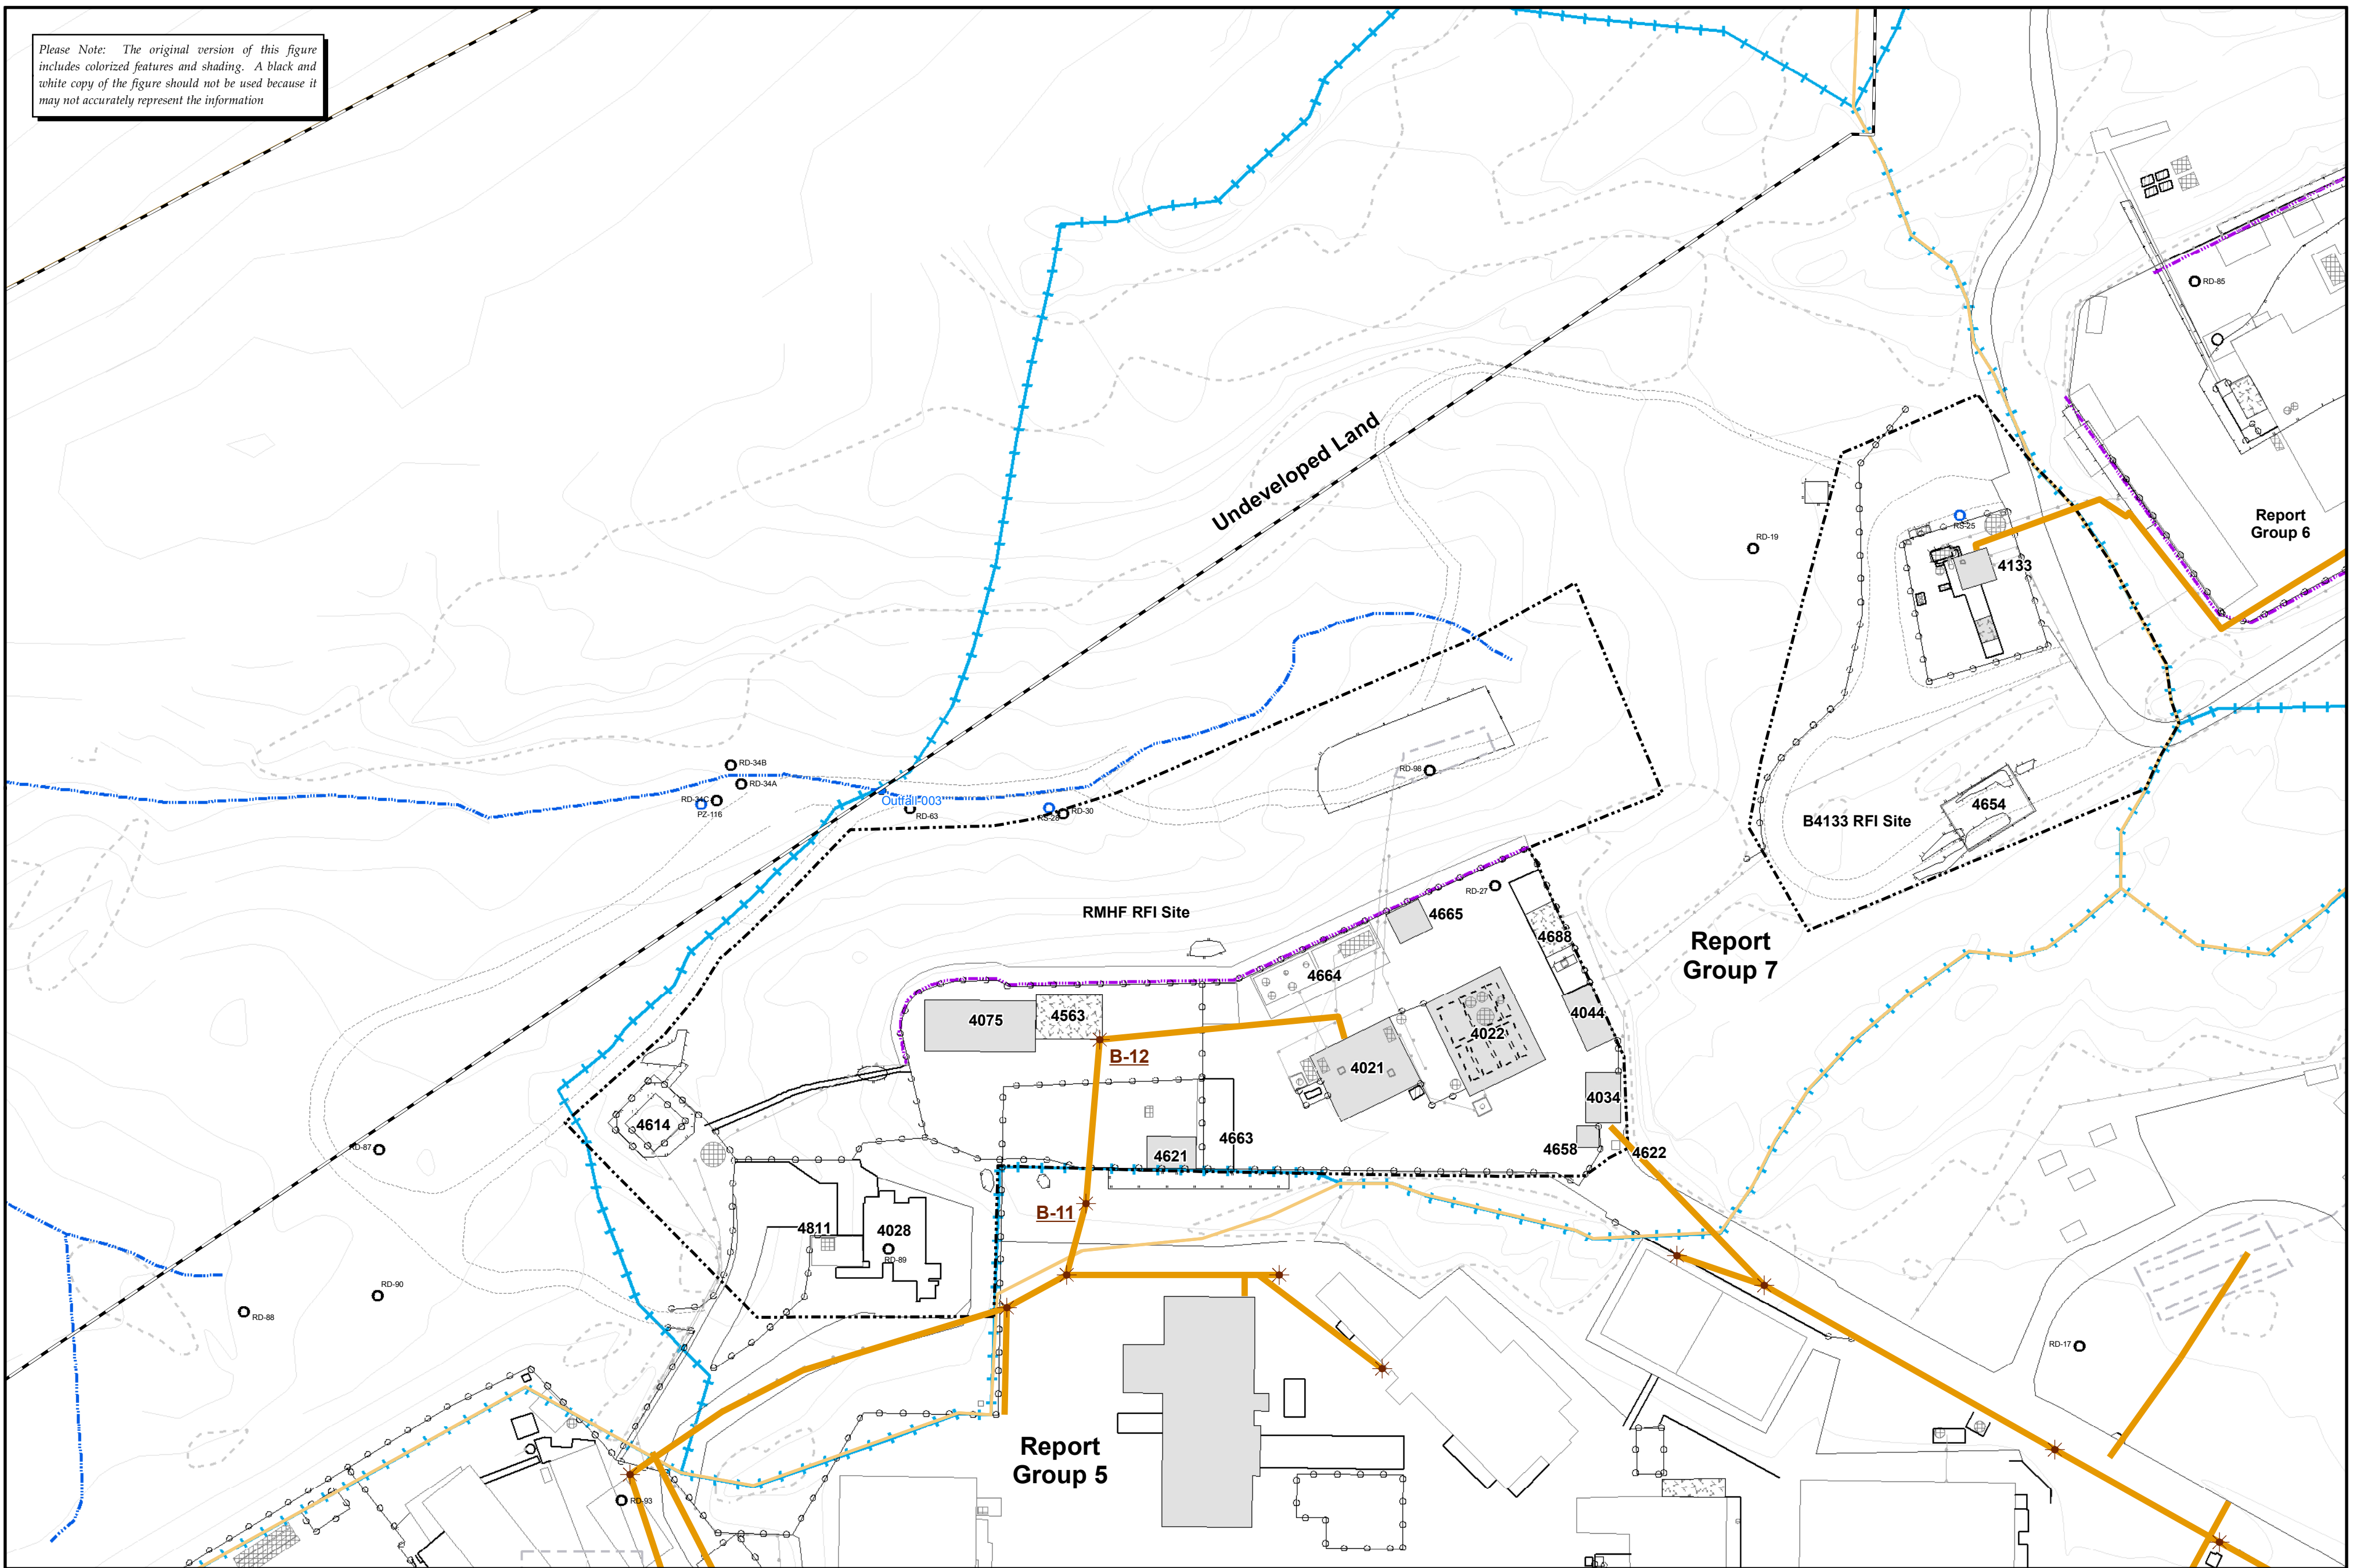 Please Note: The original version of this figure
includes colorized features and shading. A black and
white copy of the figure should not be used because it
may not accurately represent the information
RD-85
Undeveloped Land
Report
Group 6
RS-25
RD-19
4133
RD-34B
RD-34A
RD-34C
PZ-116
Outfall-003
RD-63
RS-28
RD-30
RD-98
4654
B4133 RFI Site
RD-27
RMHF RFI Site
4665
4688
Report
Group 7
4664
4075
4563
4044
4022
B-12
4021
4034
4614
4663
RD-87
4621
4658
4622
B-11
4811
4028
RD-89
RD-90
RD-88
RD-17
Report
Group 5
RD-93